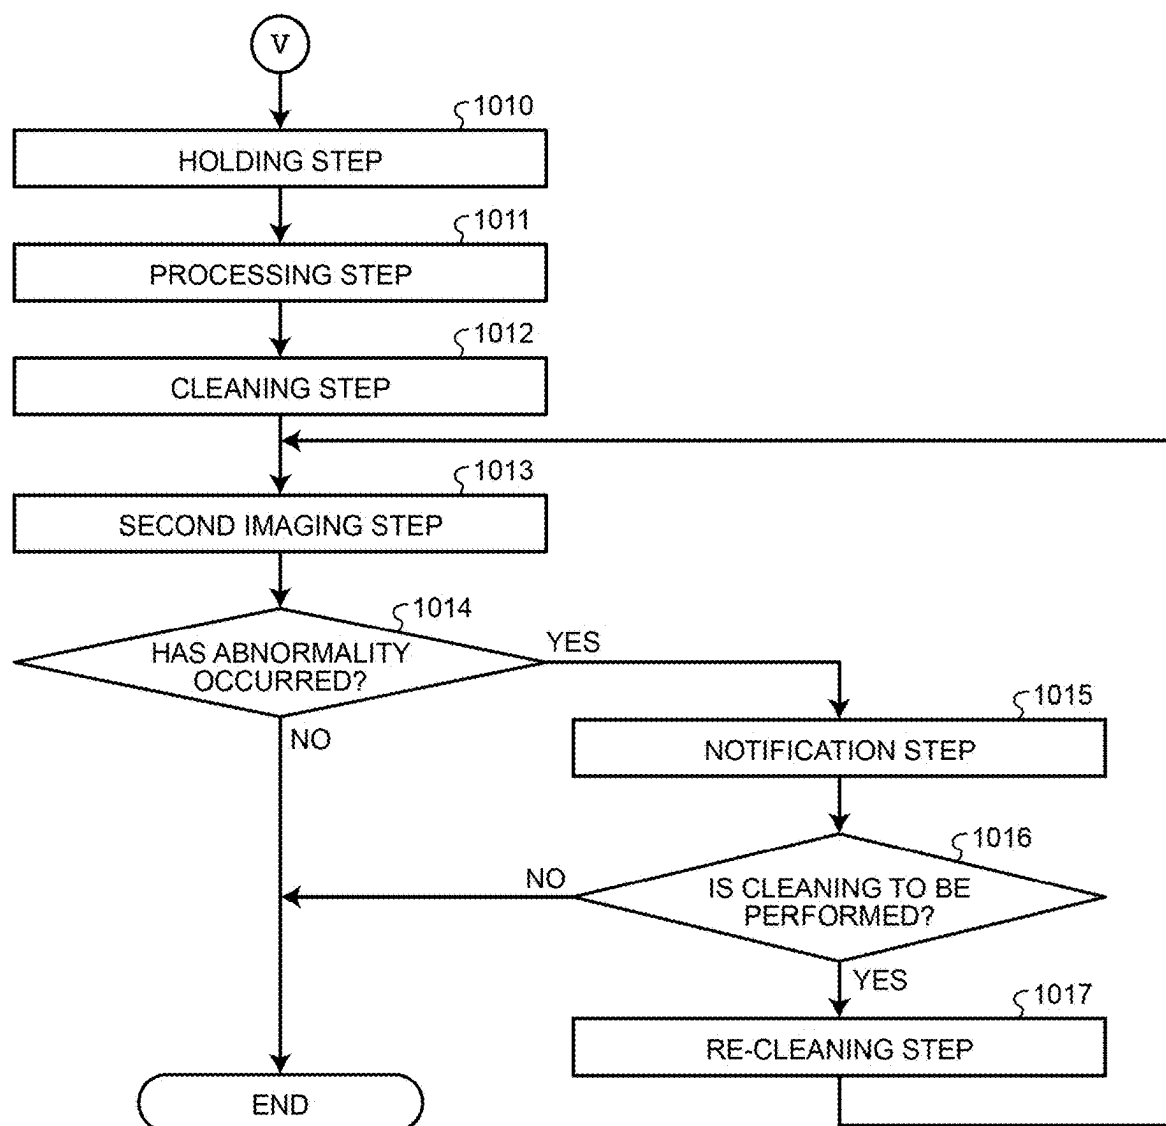 V
1010
HOLDING STEP
1011
PROCESSING STEP
1012
CLEANING STEP
1013
SECOND IMAGING STEP
1014
HAS ABNORMALITY
OCCURRED?
YES
NO
1015
NOTIFICATION STEP
1016
IS CLEANING TO BE
PERFORMED?
NO
YES
1017
RE-CLEANING STEP
END